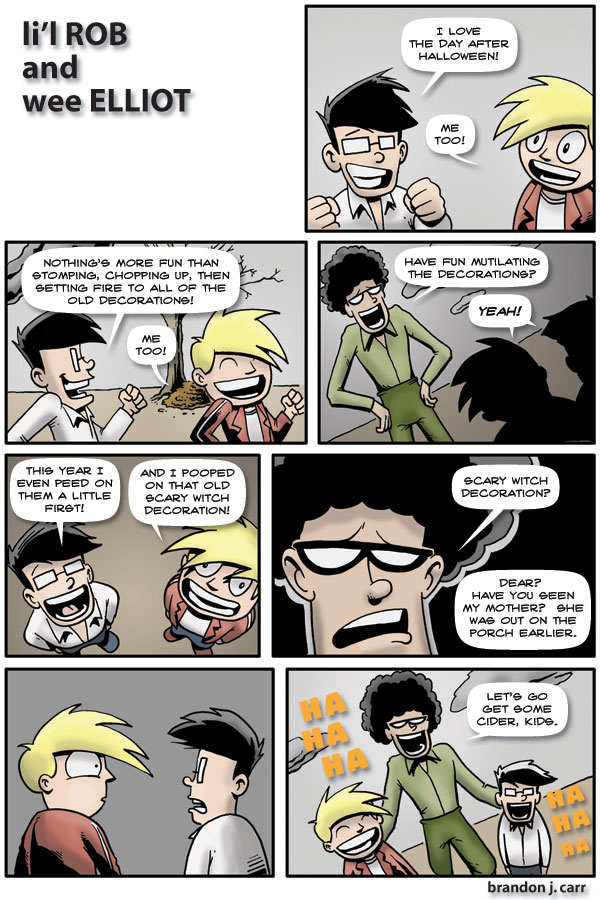 li'l ROB
and
wee ELLIOT
I LOVE
THE DAY AFTER
HALLOWEEN!
ME
TOO!
NOTHING'S MORE FUN THAN
STOMPING, CHOPPING UP, THEN
SETTING FIRE TO ALL OF THE
OLD DECORATIONS!
ME
TOO!
HAVE FUN MUTILATING
THE DECORATIONS?
YEAH!
THIS YEAR I
EVEN PEED ON
THEM A LITTLE
FIRST!
AND I POOPED
ON THAT OLD
SCARY WITCH
DECORATION!
SCARY WITCH
DECORATION?
DEAR?
HAVE YOU SEEN
MY MOTHER? SHE
WAS OUT ON THE
PORCH EARLIER.
HA
HA
HA
LET'S GO
GET SOME
CIDER, KIDS.
HA
HA
HA
brandon j. carr